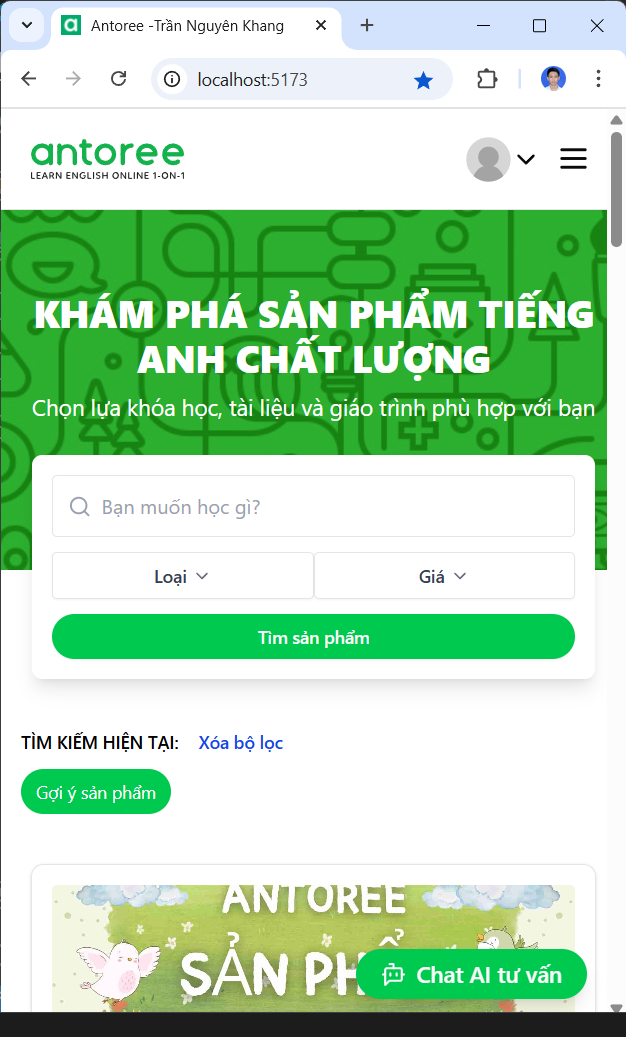 Antoree -Trần Nguyên Khang
localhost:5173
antoree
LEARN ENGLISH ONLINE 1-ON-1
KHÁM PHÁ SẢN PHẨM TIẾNG
ANH CHẤT LƯỢNG
Chọn lựa khóa học, tài liệu và giáo trình phù hợp với bạn
Bạn muốn học gì?
Loại
Giá
Tìm sản phẩm
TÌM KIẾM HIỆN TẠI:
Xóa bộ lọc
Gợi ý sản phẩm
ANTOREE
SẢN PH
Chat AI tư vấn